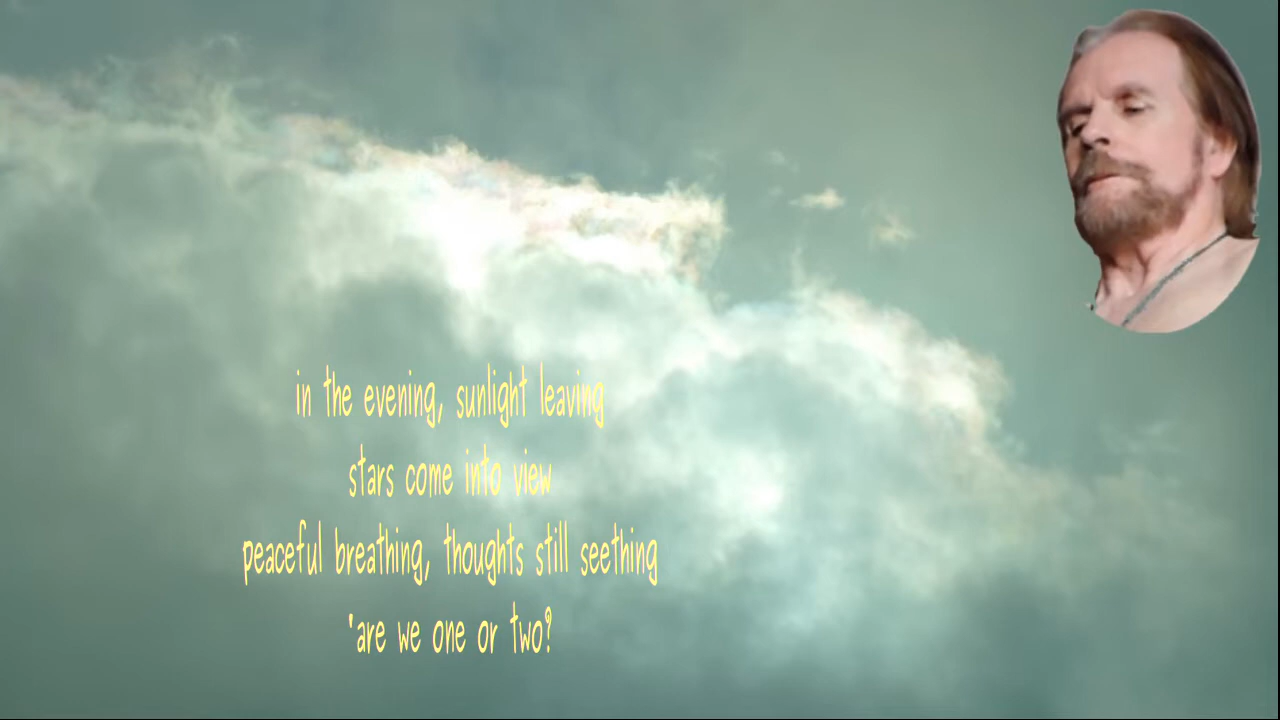 in the evening, sunlight leaving
stars come into view
peaceful breathing, thoughts still seething
'are we one or two?